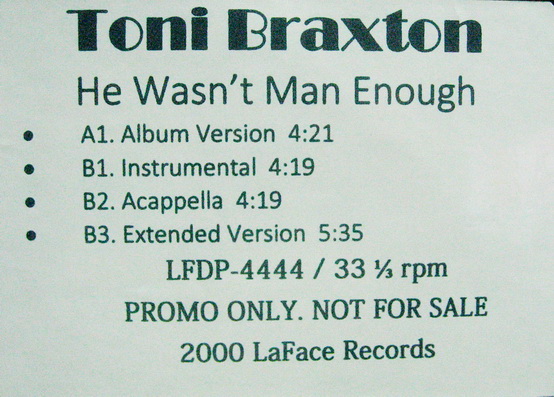 Toni Braxton
He Wasn't Man Enough
• A1. Album Version 4:21
• B1. Instrumental 4:19
• B2. Acappella 4:19
• B3. Extended Version 5:35
LFDP-4444 / 33 ⅓ rpm
PROMO ONLY. NOT FOR SALE
2000 LaFace Records